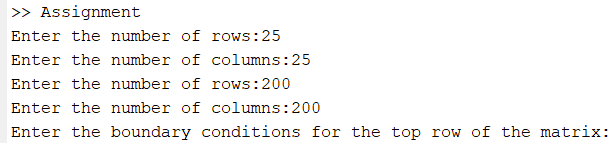 >> Assignment
Enter the number of rows:25
Enter the number of columns:25
Enter the number of rows:200
Enter the number of columns:200
Enter the boundary conditions for the top row of the matrix: